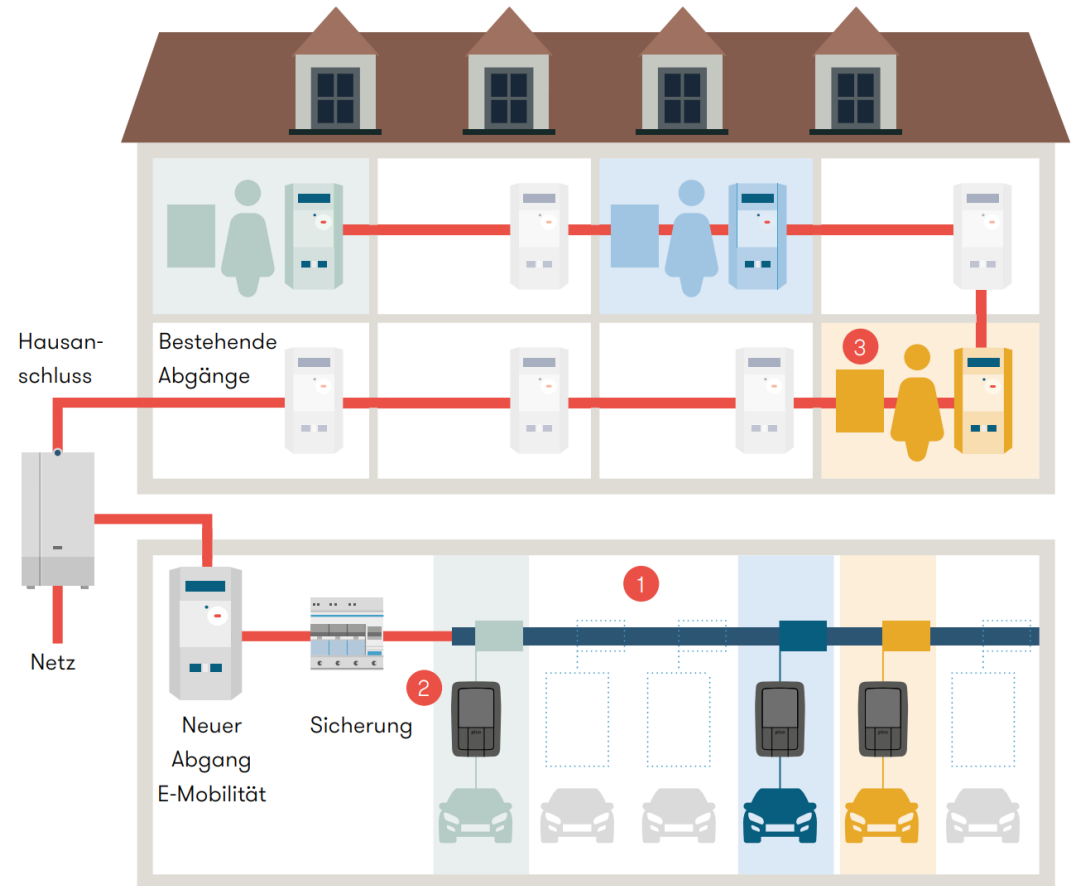 Hausan-
schluss
Bestehende
Abgänge
3
1
Netz
2
Neuer
Abgang
E-Mobilität
Sicherung